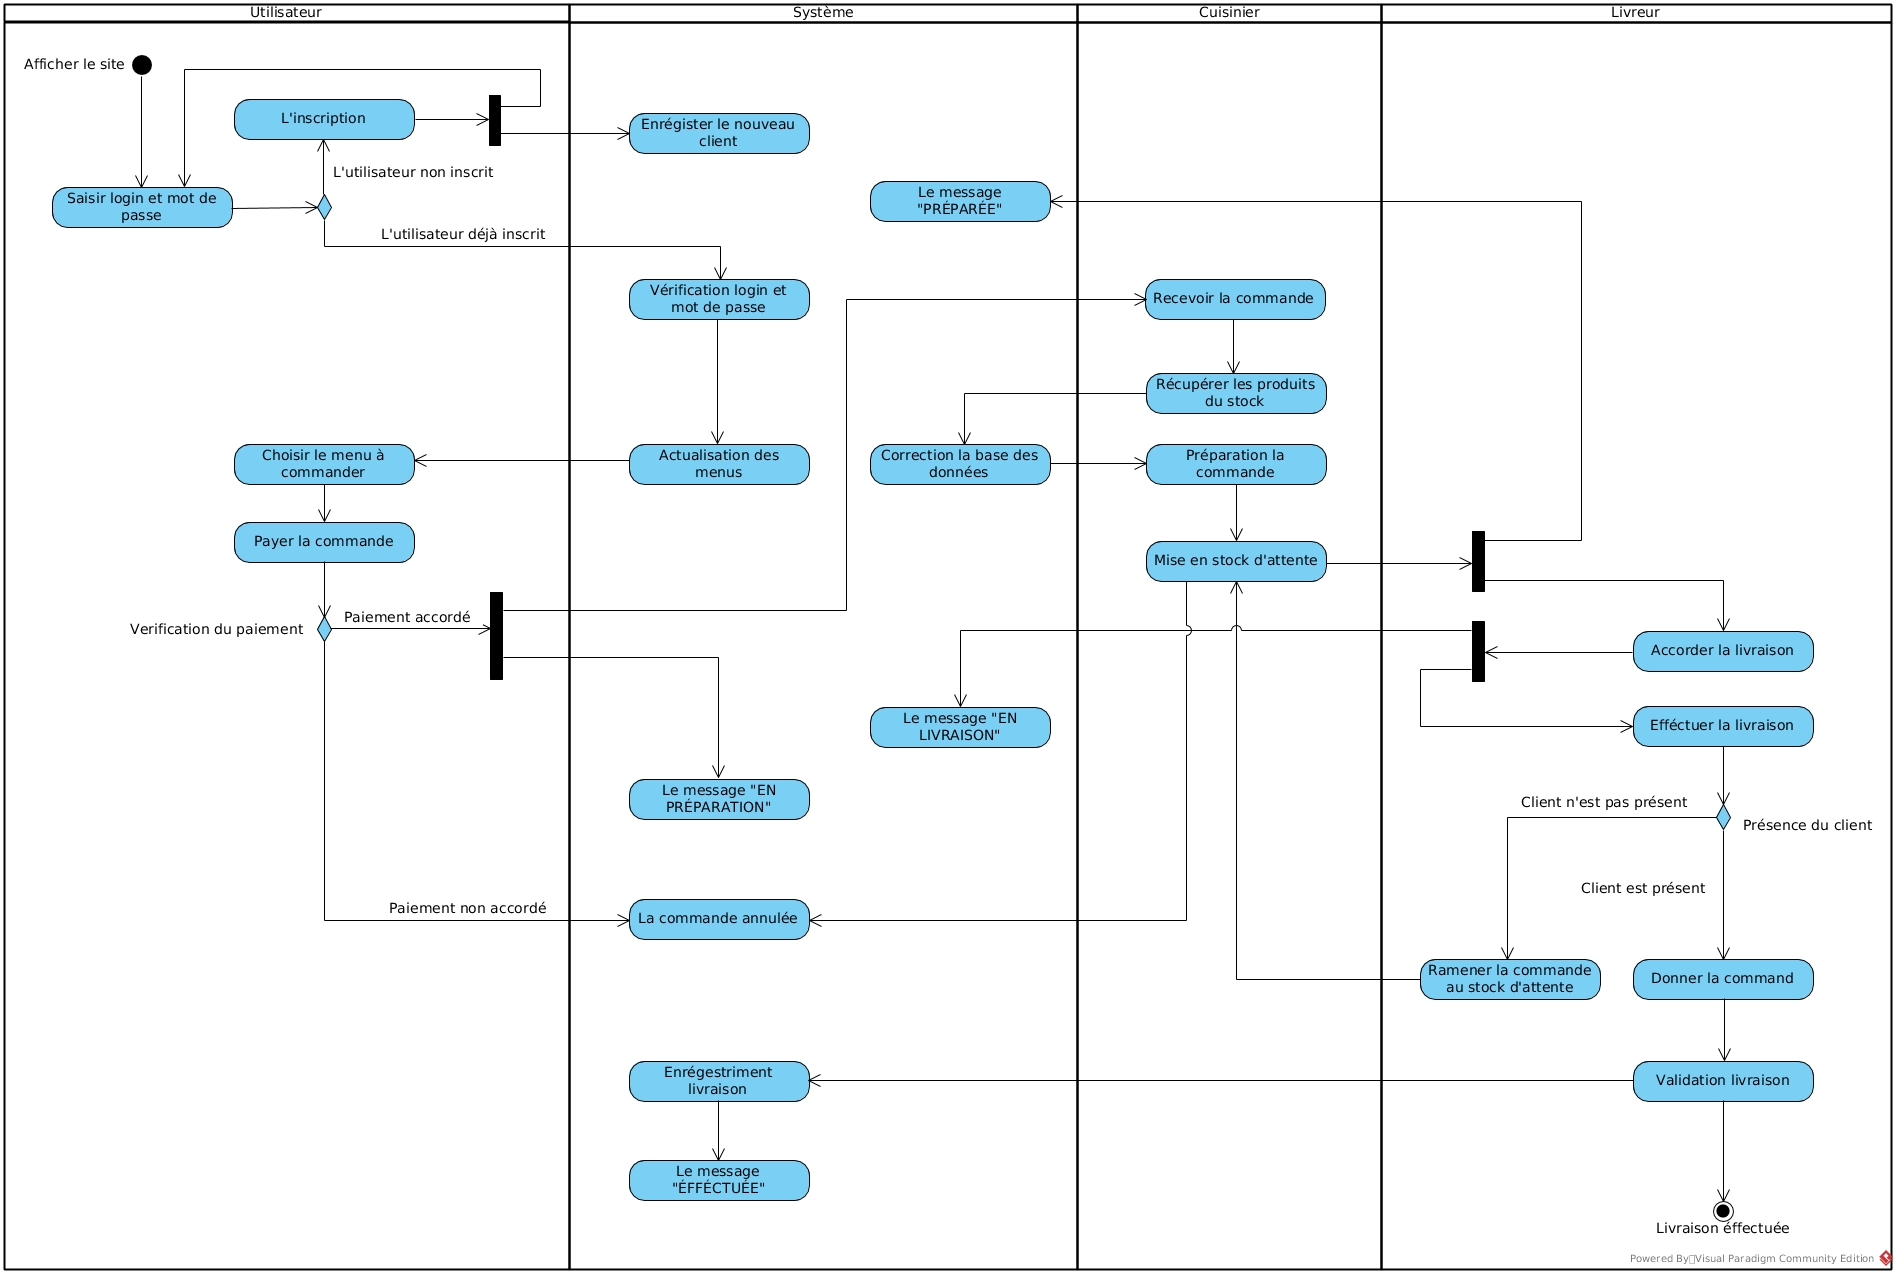 Utilisateur
Système
Cuisinier
Livreur
Afficher le site
L'inscription
Enrégister le nouveau
client
L'utilisateur non inscrit
Saisir login et mot de
passe
Le message
"PRÉPARÉE"
L'utilisateur déjà inscrit
Vérification login et
mot de passe
Recevoir la commande
Récupérer les produits
du stock
Choisir le menu à
commander
Actualisation des
menus
Correction la base des
données
Préparation la
commande
Payer la commande
Mise en stock d'attente
Paiement accordé
Verification du paiement
Accorder la livraison
Le message "EN
LIVRAISON"
Efféctuer la livraison
Le message "EN
PRÉPARATION"
Client n'est pas présent
Présence du client
Client est présent
Paiement non accordé
La commande annulée
Ramener la commande
au stock d'attente
Donner la command
Enrégestriment
livraison
Validation livraison
Le message
"ÉFFÉCTUÉE"
Livraison éffectuée
Powered By Visual Paradigm Community Edition